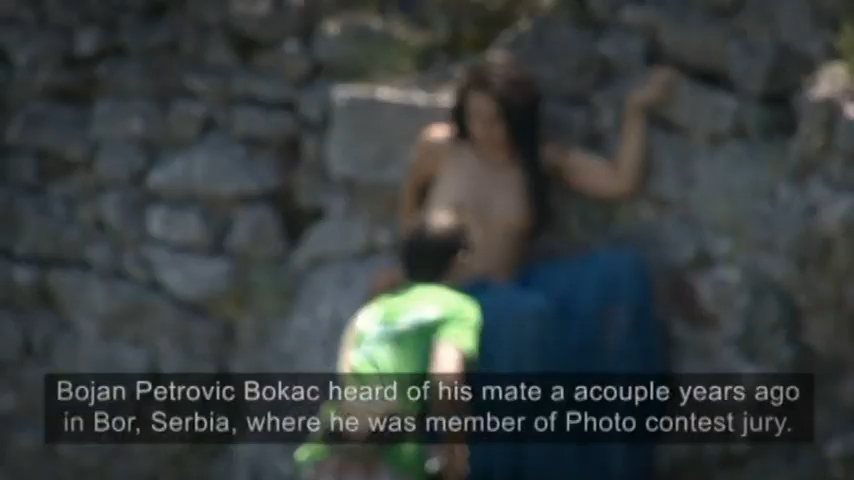 Bojan Petrovic Bokac heard of his mate a acouple years ago
in Bor, Serbia, where he was member of Photo contest jury.